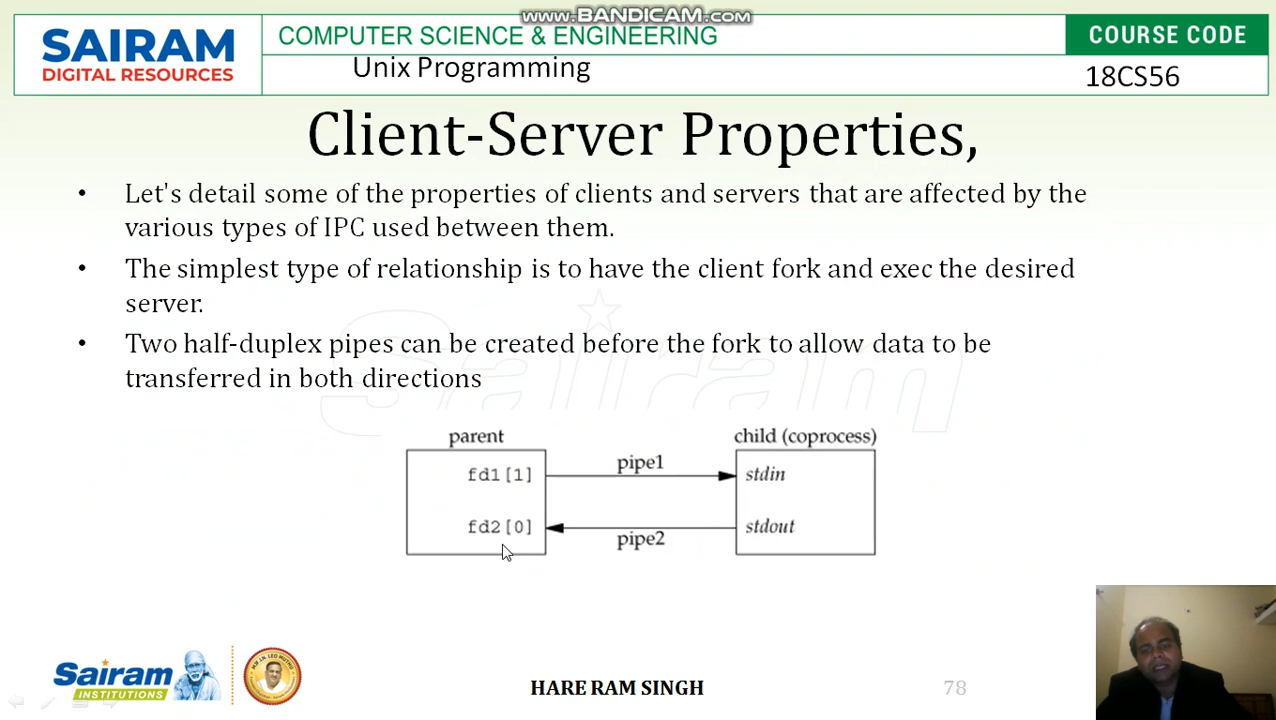 www.BANDICAM.com
SAIRAM
DIGITAL RESOURCES
COMPUTER SCIENCE & ENGINEERING
COURSE CODE
Unix Programming
18CS56
Client-Server Properties,
• Let's detail some of the properties of clients and servers that are affected by the
various types of IPC used between them.
• The simplest type of relationship is to have the client fork and exec the desired
server.
• Two half-duplex pipes can be created before the fork to allow data to be
transferred in both directions
Sairam
parent
child (coprocess)
fd1[1]
pipe1
stdin
fd2[0]
pipe2
stdout
Sairam
INSTITUTIONS
HARE RAM SINGH
78